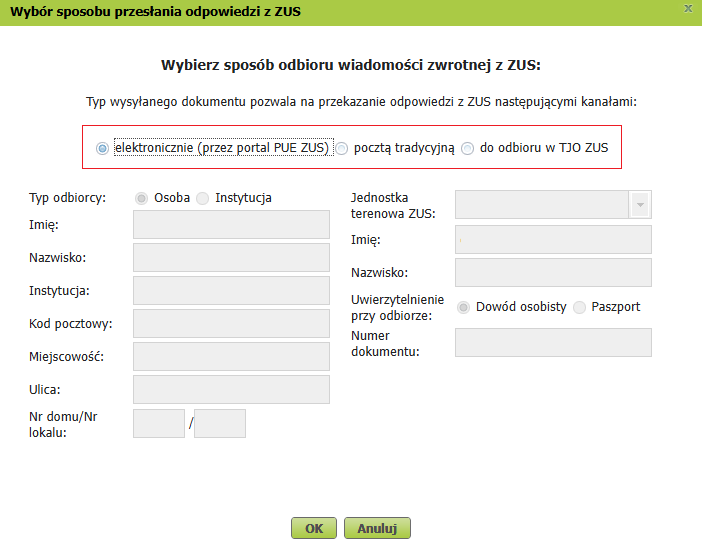 Wybór sposobu przesłania odpowiedzi z ZUS
x
Wybierz sposób odbioru wiadomości zwrotnej z ZUS:
Typ wysyłanego dokumentu pozwala na przekazanie odpowiedzi z ZUS następującymi kanałami:
elektronicznie (przez portal PUE ZUS) pocztą tradycyjną do odbioru w TJO ZUS
Typ odbiorcy: Osoba Instytucja
Imię:
Nazwisko:
Instytucja:
Kod pocztowy:
Miejscowość:
Ulica:
Nr domu/Nr
lokalu: /
Jednostka
terenowa ZUS:
Imię:
Nazwisko:
Uwierzytelnienie
przy odbiorze: Dowód osobisty Paszport
Numer
dokumentu:
OK Anuluj